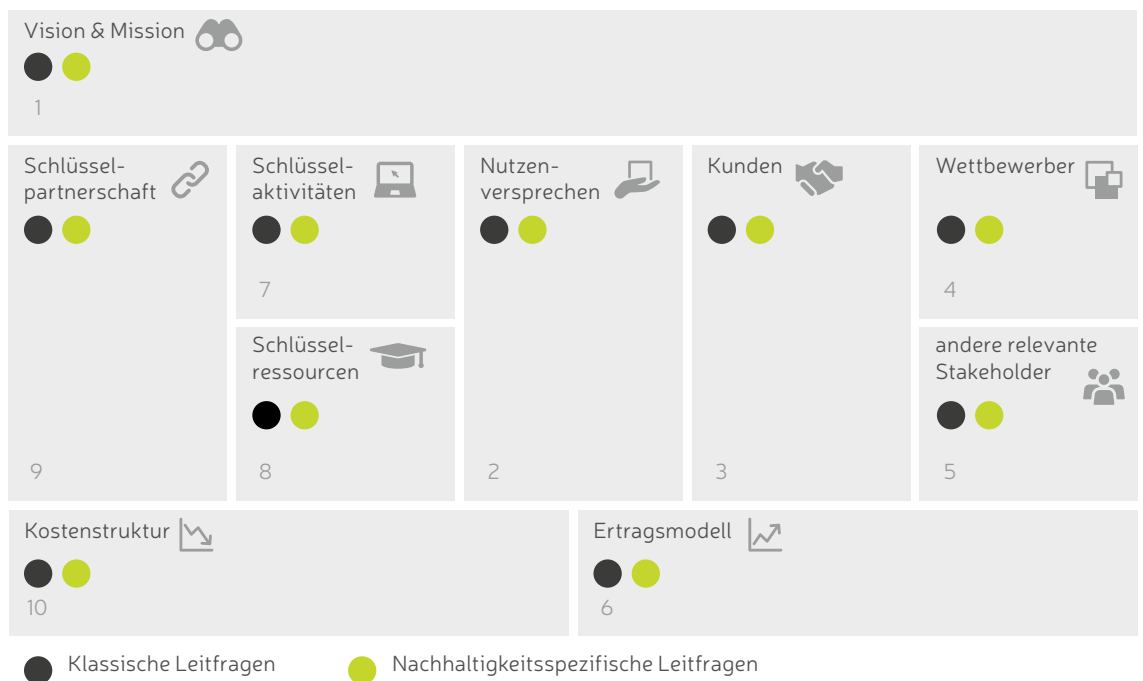 Vision & Mission
1
Schlüssel-
partnerschaft
9
Schlüssel-
aktivitäten
7
Schlüssel-
ressourcen
8
Nutzen-
versprechen
2
Kunden
3
Wettbewerber
4
andere relevante
Stakeholder
5
Kostenstruktur
10
Ertragsmodell
6
Klassische Leitfragen
Nachhaltigkeitsspezifische Leitfragen